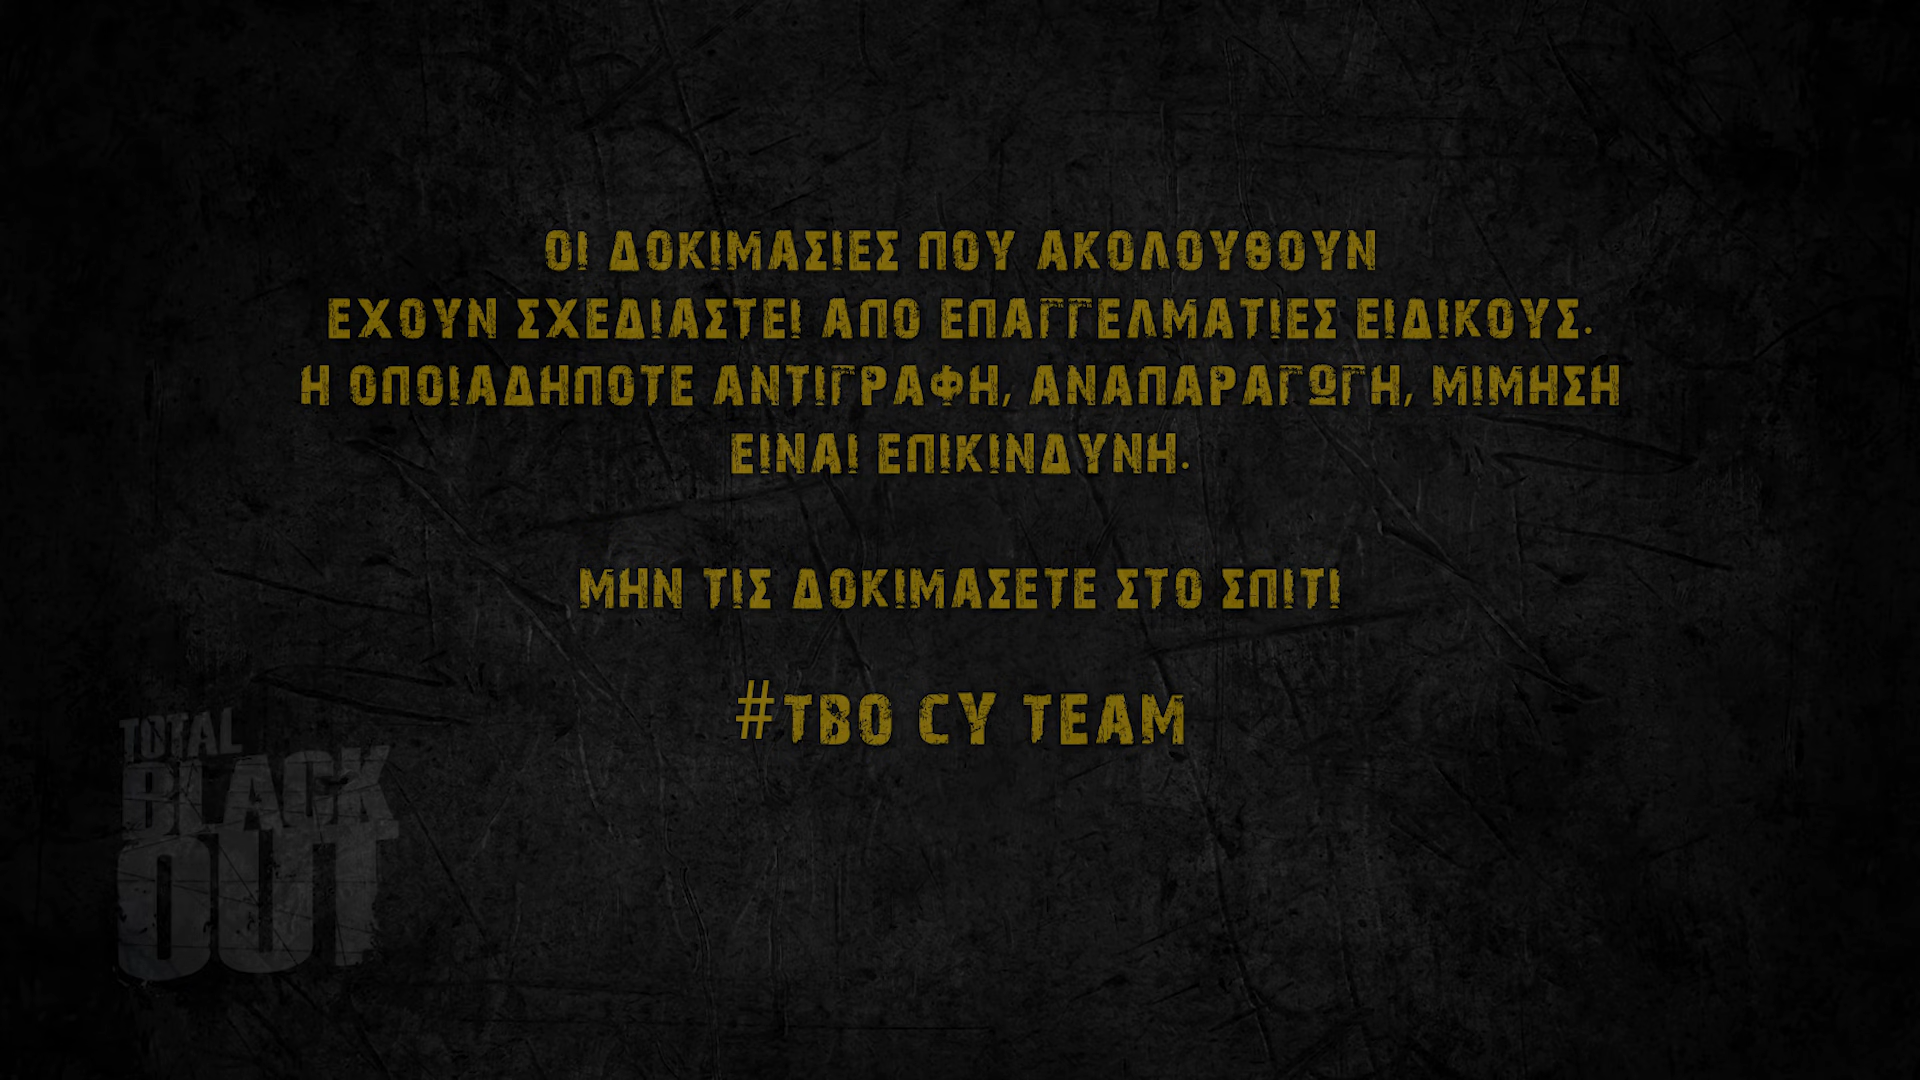 ΟΙ ΔΟΚΙΜΑΣΙΕΣ ΠΟΥ ΑΚΟΛΟΥΘΟΥΝ
ΕΧΟΥΝ ΣΧΕΔΙΑΣΤΕΙ ΑΠΟ ΕΠΑΓΓΕΛΜΑΤΙΕΣ ΕΙΔΙΚΟΥΣ.
Η ΟΠΟΙΑΔΗΠΟΤΕ ΑΝΤΙΓΡΑΦΗ, ΑΝΑΠΑΡΑΓΩΓΗ, ΜΙΜΗΣΗ
ΕΙΝΑΙ ΕΠΙΚΙΝΔΥΝΗ.
ΜΗΝ ΤΙΣ ΔΟΚΙΜΑΣΕΤΕ ΣΤΟ ΣΠΙΤΙ
#TBO CY TEAM
TOTAL
BLACK
OUT